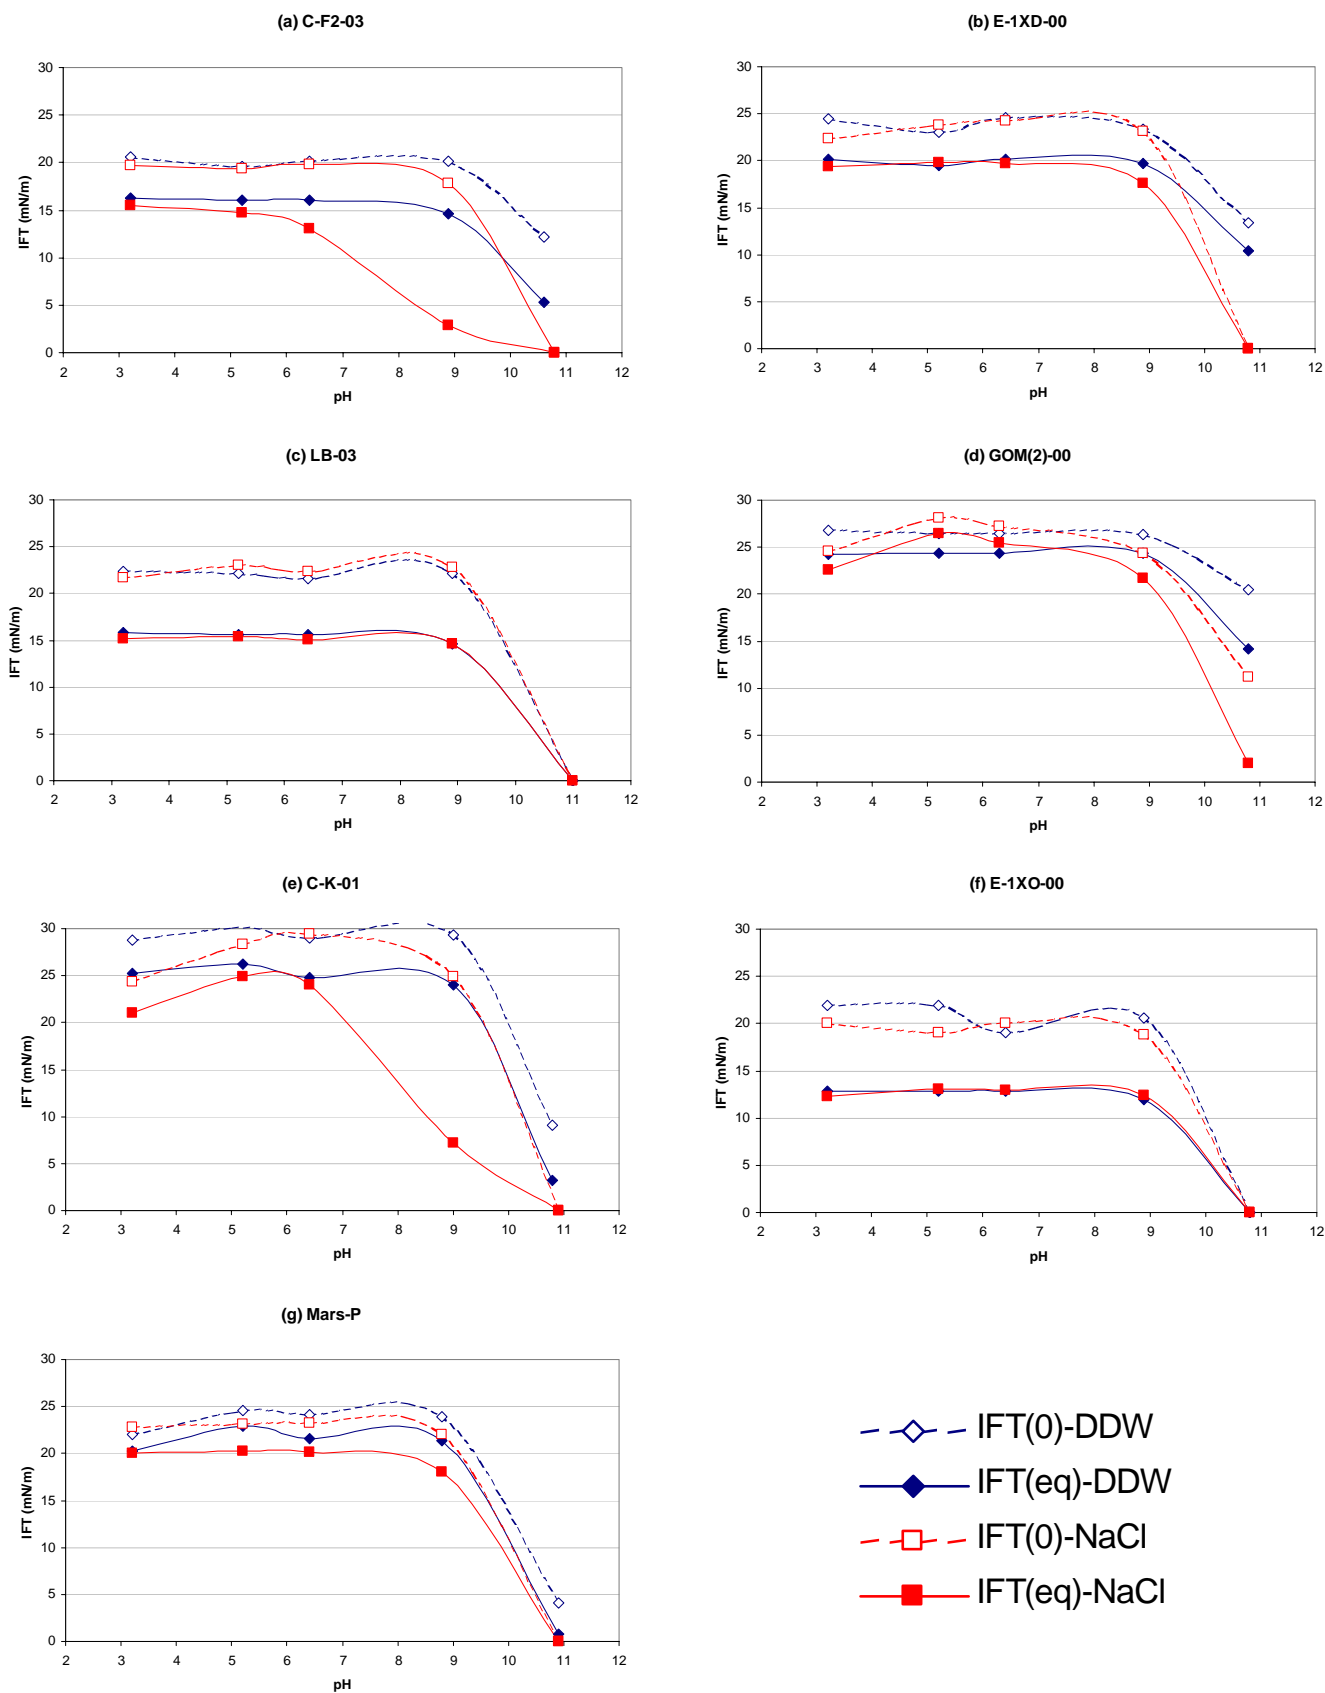 (a) C-F2-03
30
25
20
15
10
5
0
IFT (mN/m)
2 3 4 5 6 7 8 9 10 11 12
pH
(b) E-1XD-00
30
25
20
15
10
5
0
IFT (mN/m)
2 3 4 5 6 7 8 9 10 11 12
pH
(c) LB-03
30
25
20
15
10
5
0
IFT (mN/m)
2 3 4 5 6 7 8 9 10 11 12
pH
(d) GOM(2)-00
30
25
20
15
10
5
0
IFT (mN/m)
2 3 4 5 6 7 8 9 10 11 12
pH
(e) C-K-01
30
25
20
15
10
5
0
IFT (mN/m)
2 3 4 5 6 7 8 9 10 11 12
pH
(f) E-1XO-00
30
25
20
15
10
5
0
IFT (mN/m)
2 3 4 5 6 7 8 9 10 11 12
pH
(g) Mars-P
30
25
20
15
10
5
0
IFT (mN/m)
2 3 4 5 6 7 8 9 10 11 12
pH
IFT(0)-DDW
IFT(eq)-DDW
IFT(0)-NaCl
IFT(eq)-NaCl